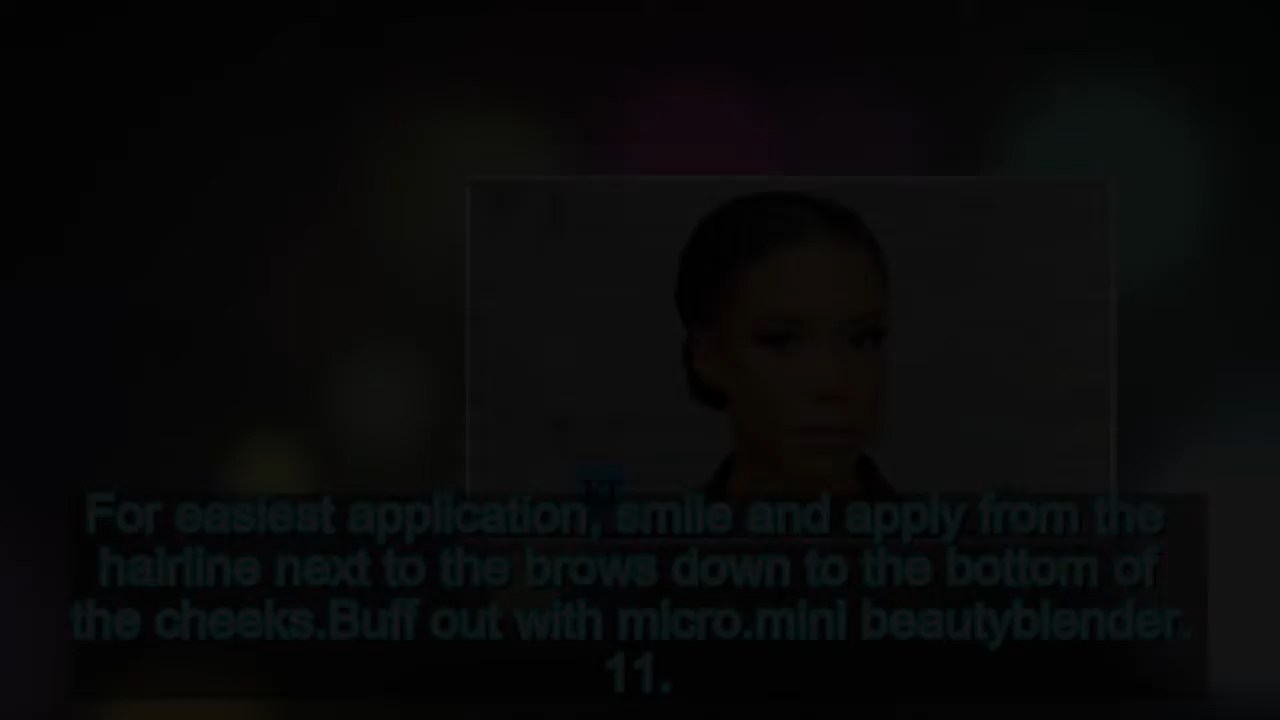 For easiest application, smile and apply from the
hairline next to the brows down to the bottom of
the cheeks.Buff out with micro.mini beautyblender.
11.